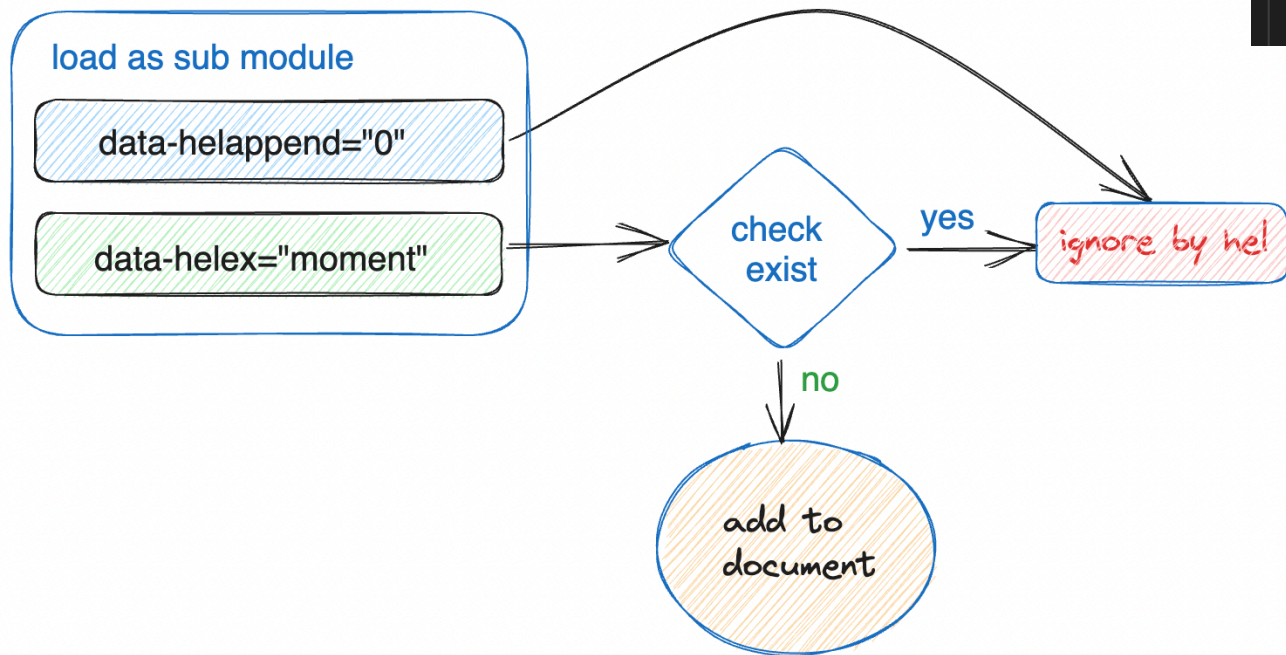 load as sub module
data-helappend="0"
data-helex="moment"
check
exist
yes
ignore by hel
no
add to
document